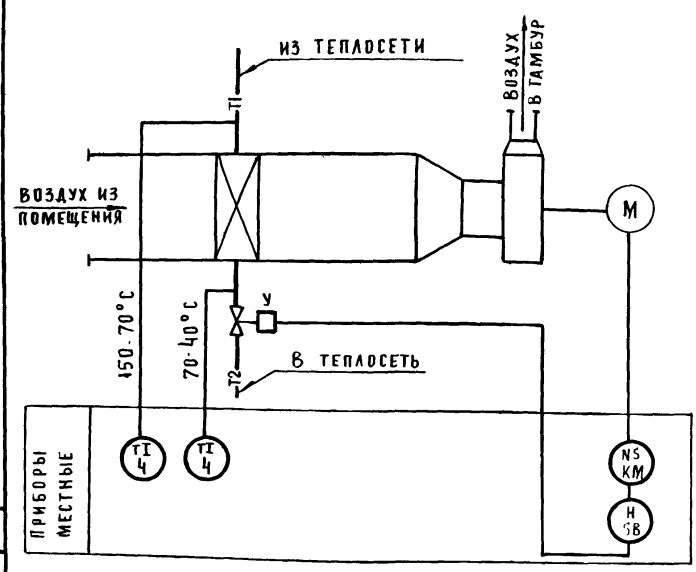 ИЗ ТЕПЛОСЕТИ
ВОЗДУХ
В ТАМБУР
Т1
ВОЗДУХ ИЗ
ПОМЕЩЕНИЯ
М
150-70°С
70-40°С
У
Т2
В ТЕПЛОСЕТЬ
ПРИБОРЫ
МЕСТНЫЕ
TI
4
TI
4
NS
KM
H
SB